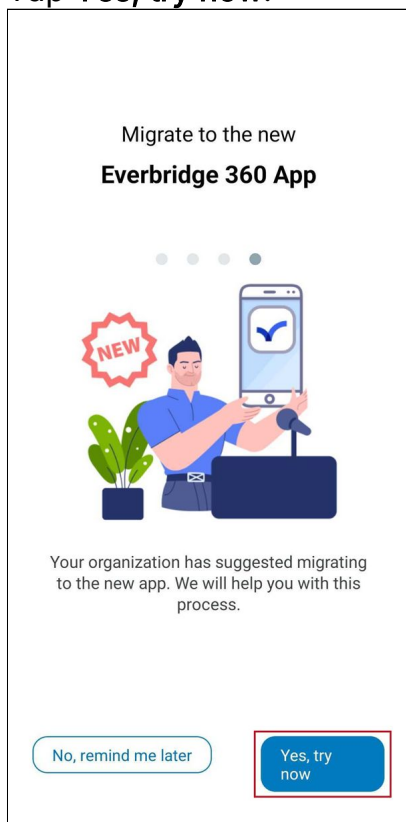 Migrate to the new
Everbridge 360 App
NEW
Your organization has suggested migrating
to the new app. We will help you with this
process.
No, remind me later
Yes, try
now